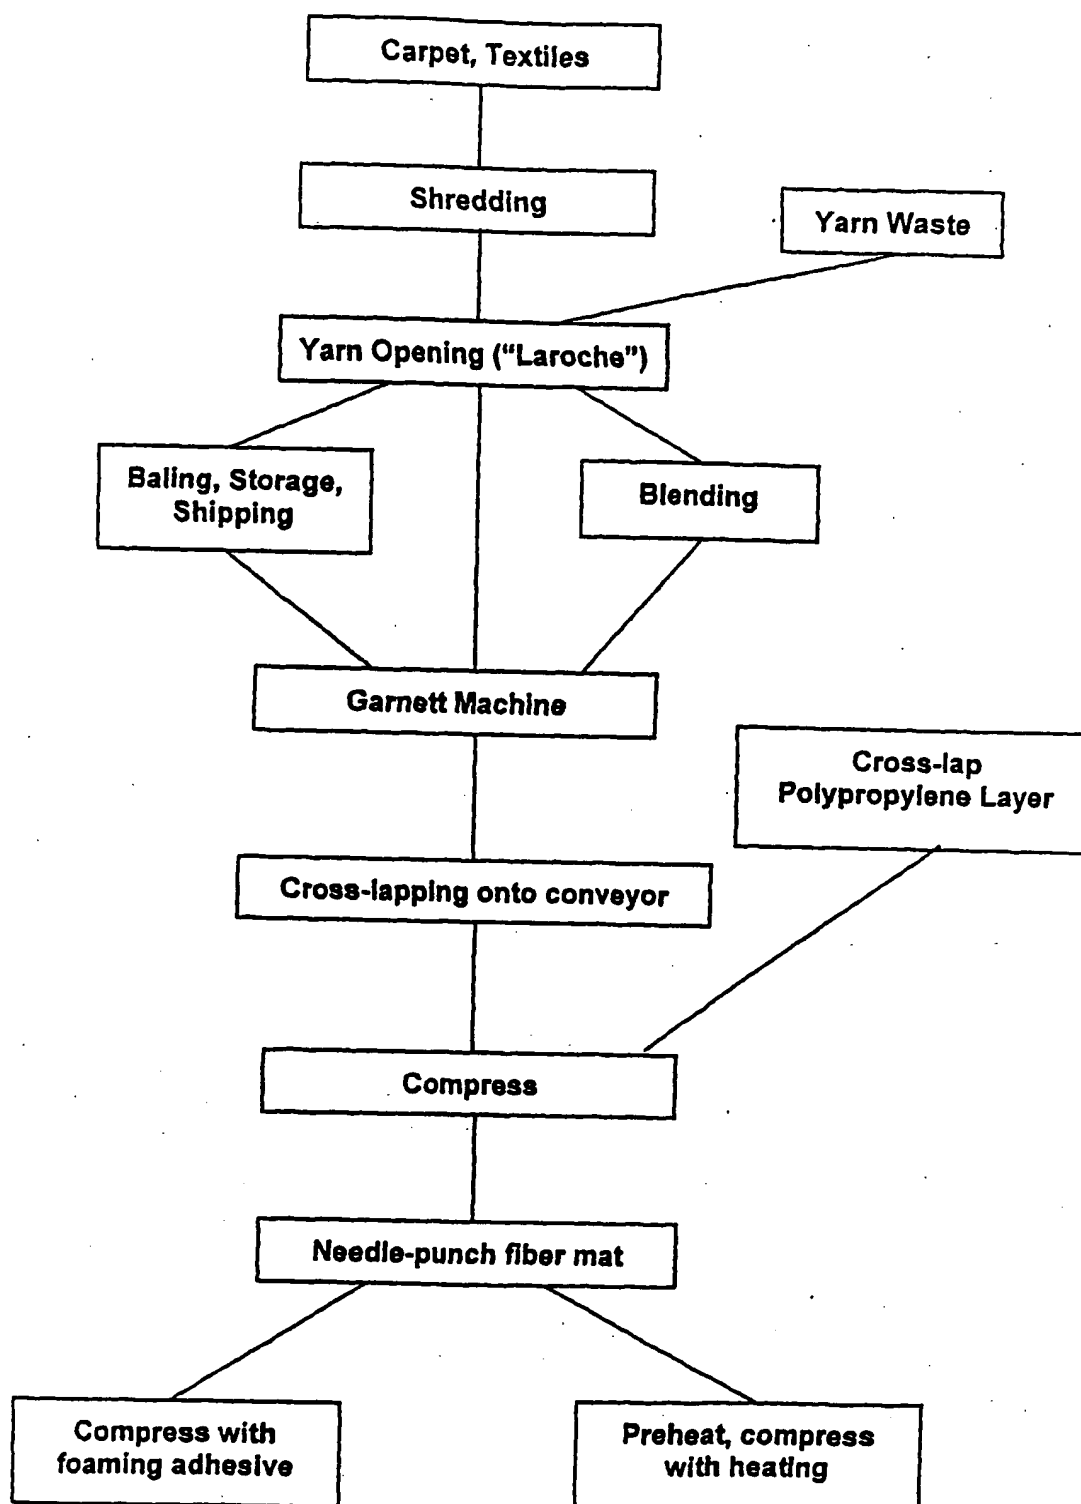 Carpet, Textiles
Shredding
Yarn Waste
Yarn Opening ("Laroche")
Baling, Storage,
Shipping
Blending
Garnett Machine
Cross-lap
Polypropylene Layer
Cross-lapping onto conveyor
Compress
Needle-punch fiber mat
Compress with
foaming adhesive
Preheat, compress
with heating